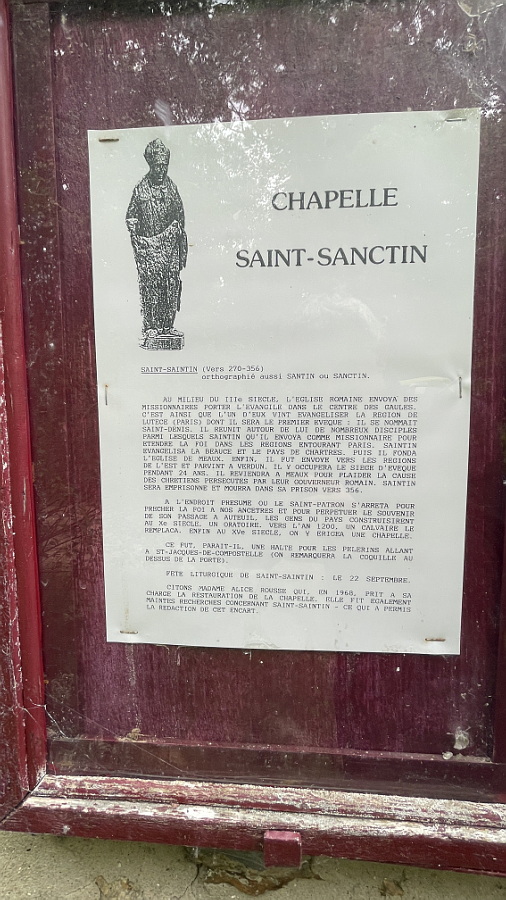 CHAPELLE
SAINT-SANCTIN
SAINT-SAINTIN (Vers 270-356)
orthographié aussi SANTIN ou SANCTIN.
AU MILIEU DU IIIe SIECLE, L'EGLISE ROMAINE ENVOYA DES
MISSIONNAIRES PORTER L'EVANGILE DANS LE CENTRE DES GAULES.
C'EST AINSI QUE L'UN D'EUX VINT EVANGELISER LA REGION DE
LUTECE (PARIS) DONT IL SERA LE PREMIER EVEQUE : IL SE NOMMAIT
SAINT-DENIS. IL REUNIT AUTOUR DE LUI DE NOMBREUX DISCIPLES
PARMI LESQUELS SAINTIN QU'IL ENVOYA COMME MISSIONNAIRE POUR
ETENDRE LA FOI DANS LES REGIONS ENTOURANT PARIS. SAINTIN
EVANGELISA LA BEAUCE ET LE PAYS DE CHARTRES. PUIS IL FONDA
L'EGLISE DE MEAUX. ENFIN, IL FUT ENVOYE VERS LES REGIONS
DE L'EST ET PARVINT A VERDUN. IL Y OCCUPERA LE SIEGE D'EVEQUE
PENDANT 24 ANS. IL REVIENDRA A MEAUX POUR PLAIDER LA CAUSE
DES CHRETIENS PERSECUTES PAR LEUR GOUVERNEUR ROMAIN. SAINTIN
SERA EMPRISONNE ET MOURRA DANS SA PRISON VERS 356.
A L'ENDROIT PRESUME OU LE SAINT-PATRON S'ARRETA POUR
PRECHER LA FOI A NOS ANCETRES ET POUR PERPETUER LE SOUVENIR
DE SON PASSAGE A AUTEUIL, LES GENS DU PAYS CONSTRUISIRENT
AU Xe SIECLE, UN ORATOIRE. VERS L'AN 1200, UN CALVAIRE LE
REMPLACA. ENFIN AU XVe SIECLE, ON Y ERIGEA UNE CHAPELLE.
CE FUT, PARAIT-IL, UNE HALTE POUR LES PELERINS ALLANT
A ST-JACQUES-DE-COMPOSTELLE (ON REMARQUERA LA COQUILLE AU
DESSUS DE LA PORTE).
FETE LITURGIQUE DE SAINT-SAINTIN : LE 22 SEPTEMBRE.
CITONS MADAME ALICE ROUSSE QUI, EN 1968, PRIT A SA
CHARGE LA RESTAURATION DE LA CHAPELLE. ELLE FIT EGALEMENT
MAINTES RECHERCHES CONCERNANT SAINT-SAINTIN - CE QUI A PERMIS
LA REDACTION DE CET ENCART.